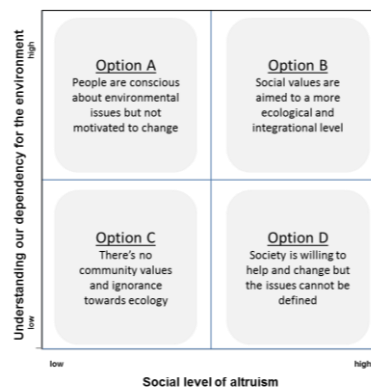 Understanding our dependency for the environment
high
low
Option A
People are conscious
about environmental
issues but not
motivated to change
Option B
Social values are
aimed to a more
ecological and
integrational level
Option C
There's no
community values
and ignorance
towards ecology
Option D
Society is willing to
help and change but
the issues cannot be
defined
low
high
Social level of altruism